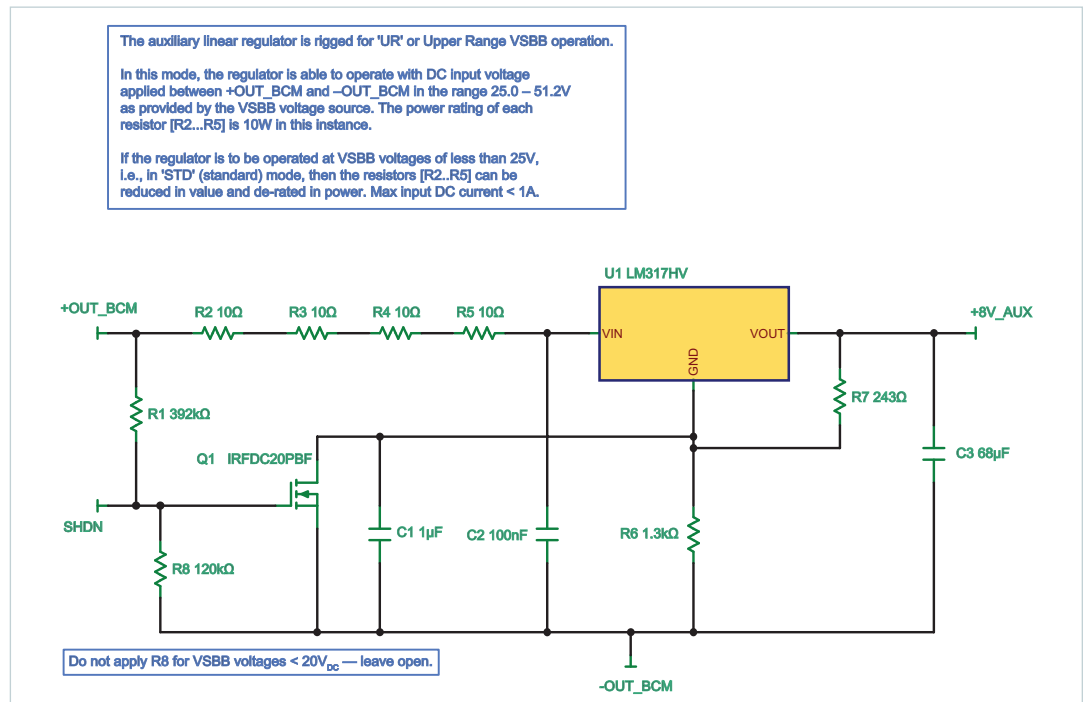 The auxiliary linear regulator is rigged for 'UR' or Upper Range VSBB operation.
In this mode, the regulator is able to operate with DC input voltage
applied between +OUT_BCM and –OUT_BCM in the range 25.0 – 51.2V
as provided by the VSBB voltage source. The power rating of each
resistor [R2...R5] is 10W in this instance.
If the regulator is to be operated at VSBB voltages of less than 25V,
i.e., in 'STD' (standard) mode, then the resistors [R2..R5] can be
reduced in value and de-rated in power. Max input DC current < 1A.
U1 LM317HV
+OUT_BCM
R2 10Ω
R3 10Ω
R4 10Ω
R5 10Ω
+8V_AUX
VIN
VOUT
GND
R7 243Ω
R1 392kΩ
Q1 IRFDC20PBF
C3 68µF
SHDN
C1 1µF
C2 100nF
R6 1.3kΩ
R8 120kΩ
Do not apply R8 for VSBB voltages < 20VDC — leave open.
-OUT_BCM